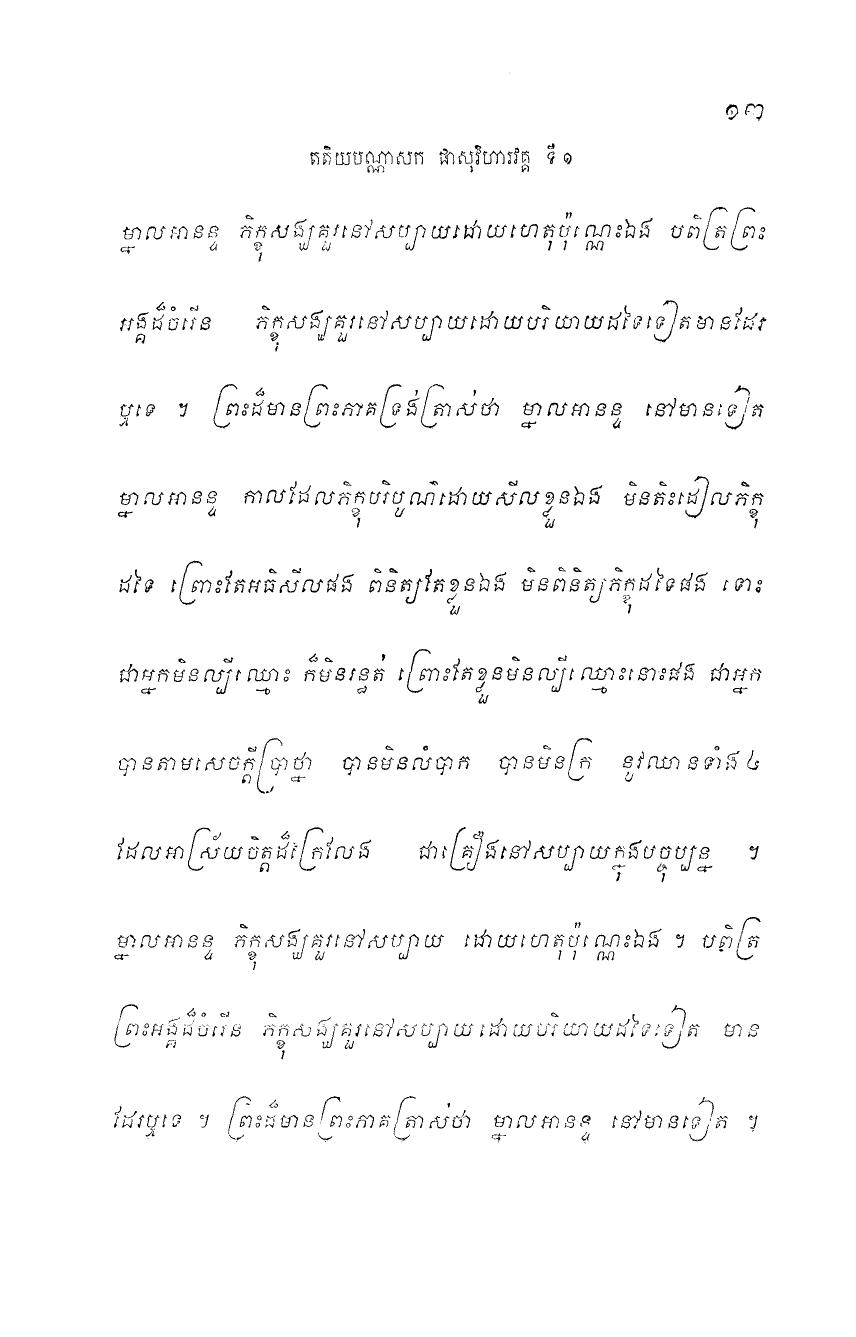 ១៣
តតិយបណ្ណាសក ផាសុវិហារវគ្គ ទី ១
ម្នាលអានន្ទ ភិក្ខុសង្ឃគួរនៅសប្បាយដោយហេតុប៉ុណ្ណេះឯង បពិត្រព្រះ
អង្គដ៏ចំរើន ភិក្ខុសង្ឃគួរនៅសប្បាយដោយបរិយាយដទៃទៀតមានដែរ
ឬទេ ។ ព្រះដ៏មានព្រះភាគទ្រង់ត្រាស់ថា ម្នាលអានន្ទ នៅមានទៀត
ម្នាលអានន្ទ កាលដែលភិក្ខុបរិបូណ៌ដោយសីលខ្លួនឯង មិនតិះដៀលភិក្ខុ
ដទៃ ព្រោះតែអធិសីលផង ពិនិត្យតែខ្លួនឯង មិនពិនិត្យភិក្ខុដទៃផង ទោះ
ជាអ្នកមិនល្បីឈ្មោះ ក៏មិនរន្ធត់ ព្រោះតែខ្លួនមិនល្បីឈ្មោះនោះផង ជាអ្នក
បានតាមសេចក្តីប្រាថ្នា បានមិនលំបាក បានមិនក្រ នូវឈានទាំង ៤
ដែលអាស្រ័យចិត្តដ៏ក្រៃលែង ជាគ្រឿងនៅសប្បាយក្នុងបច្ចុប្បន្ន ។
ម្នាលអានន្ទ ភិក្ខុសង្ឃគួរនៅសប្បាយ ដោយហេតុប៉ុណ្ណេះឯង ។ បពិត្រ
ព្រះអង្គដ៏ចំរើន ភិក្ខុសង្ឃគួរនៅសប្បាយដោយបរិយាយដទៃទៀត មាន
ដែរឬទេ ។ ព្រះដ៏មានព្រះភាគត្រាស់ថា ម្នាលអានន្ទ នៅមានទៀត ។